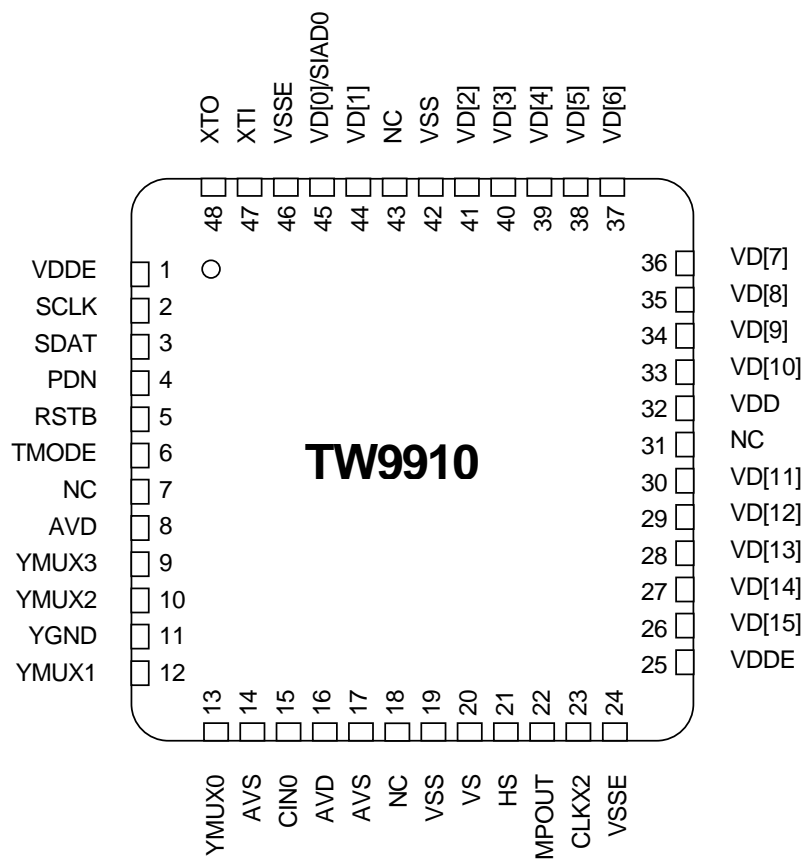 XTO
XTI
VSSE
VD[0]/SIAD0
VD[1]
NC
VSS
VD[2]
VD[3]
VD[4]
VD[5]
VD[6]
48
47
46
45
44
43
42
41
40
39
38
37
VDDE 1
SCLK 2
SDAT 3
PDN 4
RSTB 5
TMODE 6
NC 7
AVD 8
YMUX3 9
YMUX2 10
YGND 11
YMUX1 12
TW9910
36 VD[7]
35 VD[8]
34 VD[9]
33 VD[10]
32 VDD
31 NC
30 VD[11]
29 VD[12]
28 VD[13]
27 VD[14]
26 VD[15]
25 VDDE
13
14
15
16
17
18
19
20
21
22
23
24
YMUX0
AVS
CIN0
AVD
AVS
NC
VSS
VS
HS
MPOUT
CLKX2
VSSE